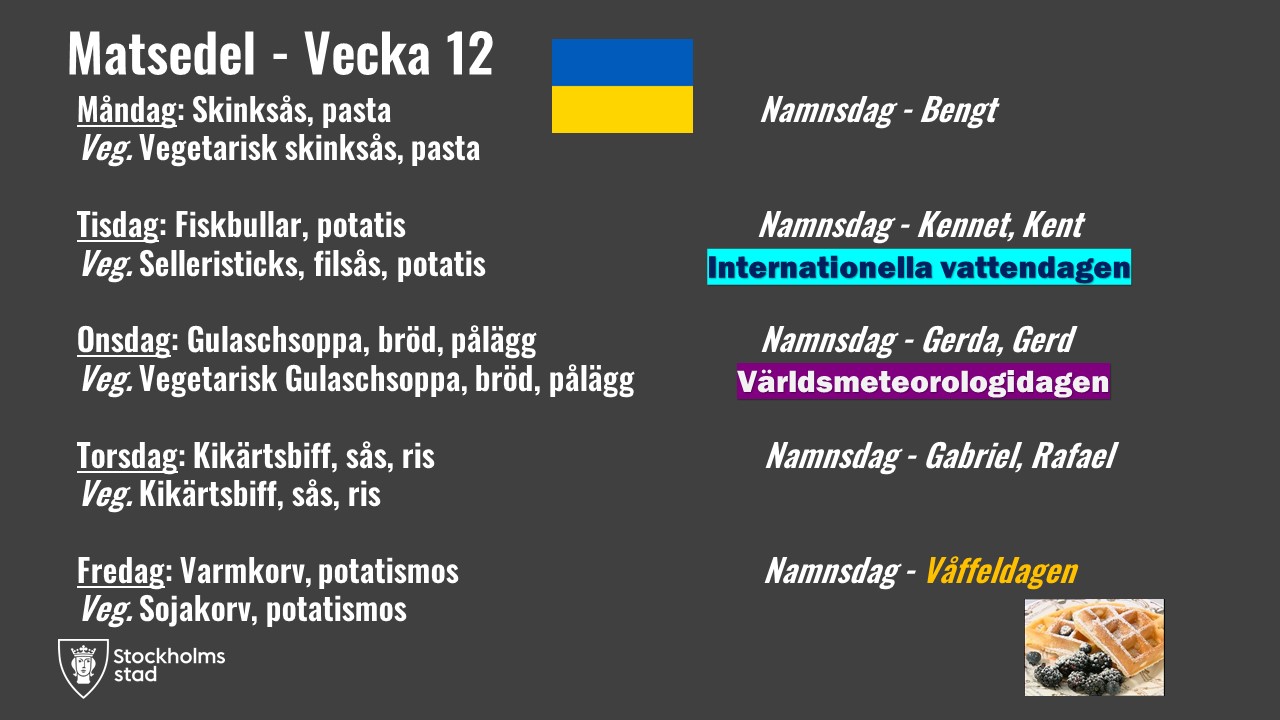 Matsedel - Vecka 12
Måndag: Skinksås, pasta
Namnsdag - Bengt
Veg. Vegetarisk skinksås, pasta
Tisdag: Fiskbullar, potatis
Namnsdag - Kennet, Kent
Veg. Selleristicks, filsås, potatis
Internationella vattendagen
Onsdag: Gulaschsoppa, bröd, pålägg
Namnsdag - Gerda, Gerd
Veg. Vegetarisk Gulaschsoppa, bröd, pålägg
Världsmeteorologidagen
Torsdag: Kikärtsbiff, sås, ris
Namnsdag - Gabriel, Rafael
Veg. Kikärtsbiff, sås, ris
Fredag: Varmkorv, potatismos
Namnsdag - Våffeldagen
Veg. Sojakorv, potatismos
Stockholms
stad